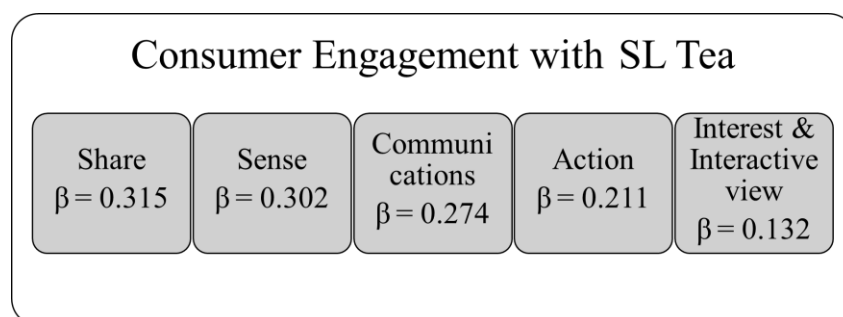 Consumer Engagement with SL Tea
Share
β = 0.315
Sense
β = 0.302
Communi
cations
β = 0.274
Action
β = 0.211
Interest &
Interactive
view
β = 0.132